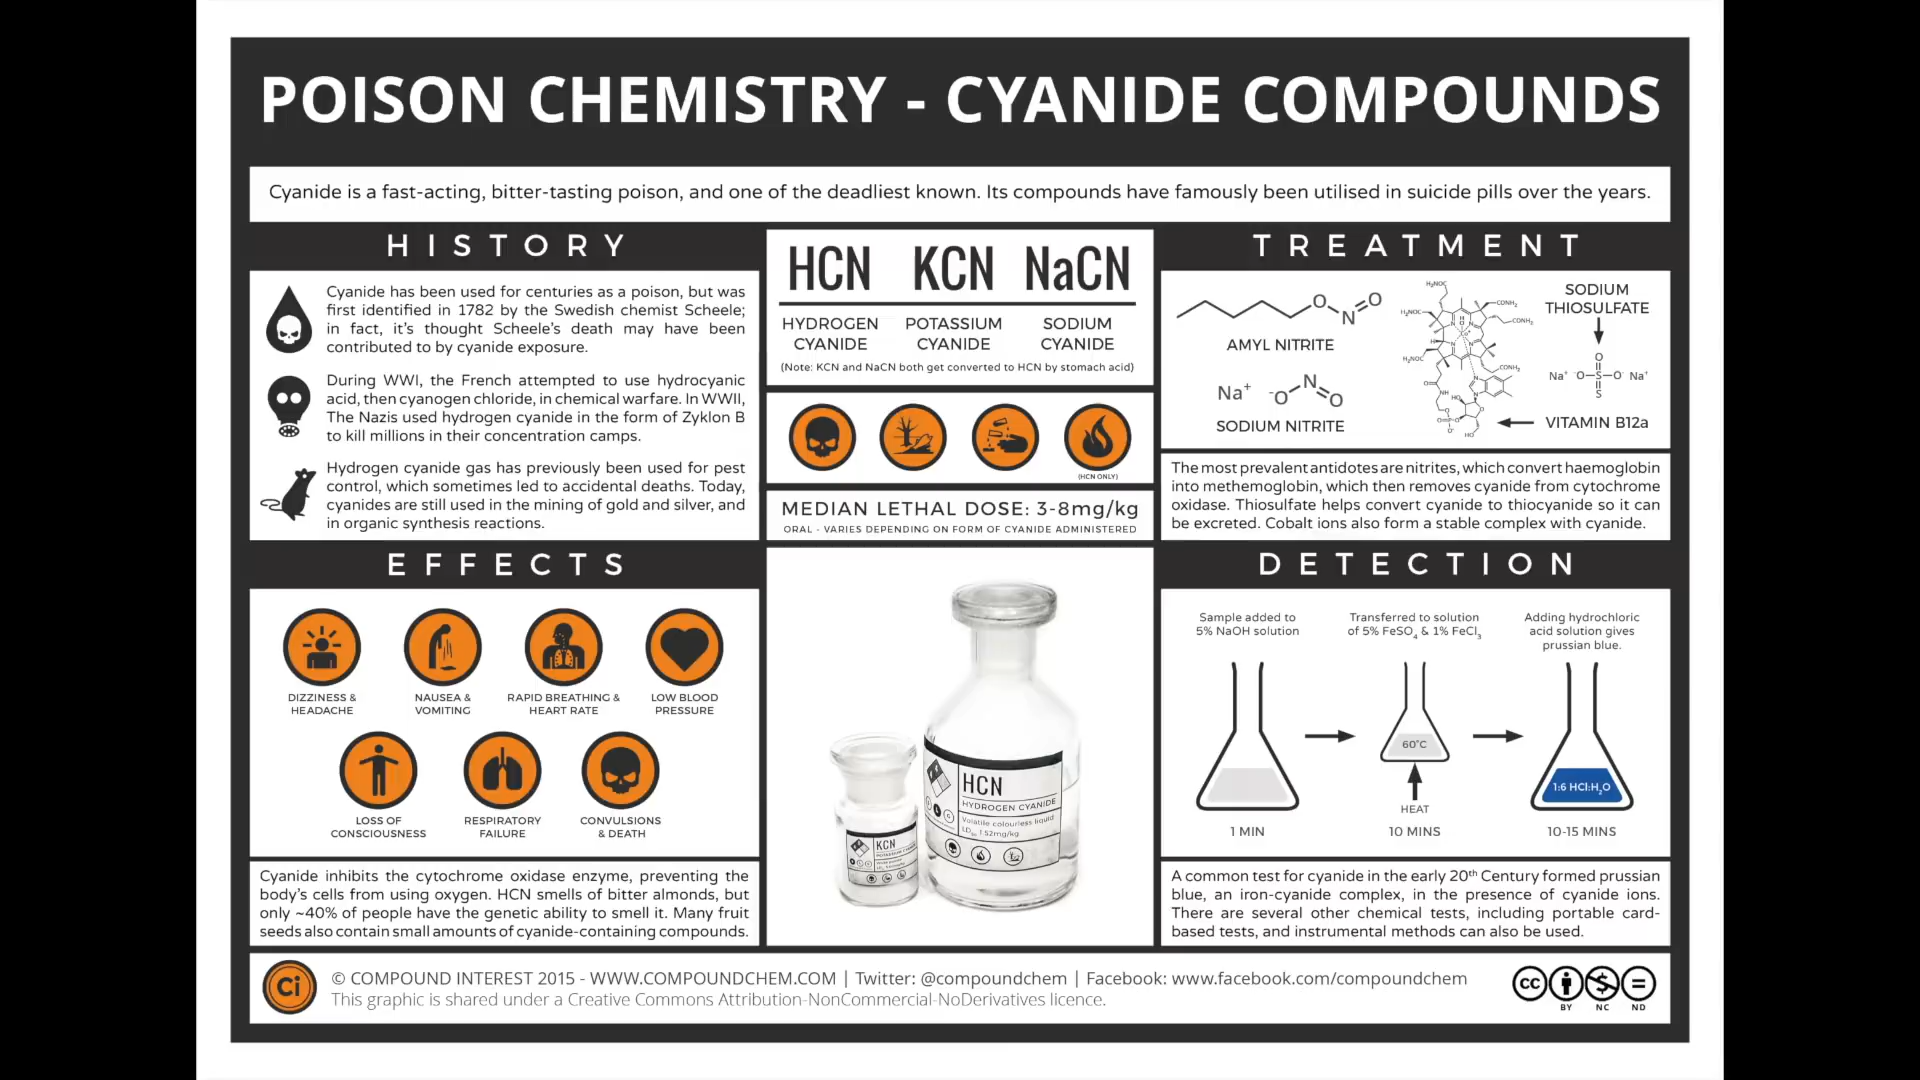 POISON CHEMISTRY - CYANIDE COMPOUNDS
Cyanide is a fast-acting, bitter-tasting poison, and one of the deadliest known. Its compounds have famously been utilised in suicide pills over the years.
HISTORY
Cyanide has been used for centuries as a poison, but was
first identified in 1782 by the Swedish chemist Scheele;
in fact, it's thought Scheele's death may have been
contributed to by cyanide exposure.
During WWI, the French attempted to use hydrocyanic
acid, then cyanogen chloride, in chemical warfare. In WWII,
The Nazis used hydrogen cyanide in the form of Zyklon B
to kill millions in their concentration camps.
Hydrogen cyanide gas has previously been used for pest
control, which sometimes led to accidental deaths. Today,
cyanides are still used in the mining of gold and silver, and
in organic synthesis reactions.
HCN KCN NaCN
HYDROGEN CYANIDE
POTASSIUM CYANIDE
SODIUM CYANIDE
(Note: KCN and NaCN both get converted to HCN by stomach acid)
(HCN ONLY)
MEDIAN LETHAL DOSE: 3-8mg/kg
ORAL - VARIES DEPENDING ON FORM OF CYANIDE ADMINISTERED
TREATMENT
O N O
AMYL NITRITE
Na⁺ ⁻O N O
SODIUM NITRITE
SODIUM
THIOSULFATE
O
Na⁺ ⁻O S O⁻ Na⁺
S
VITAMIN B12a
The most prevalent antidotes are nitrites, which convert haemoglobin
into methemoglobin, which then removes cyanide from cytochrome
oxidase. Thiosulfate helps convert cyanide to thiocyanide so it can
be excreted. Cobalt ions also form a stable complex with cyanide.
EFFECTS
DIZZINESS &
HEADACHE
NAUSEA &
VOMITING
RAPID BREATHING &
HEART RATE
LOW BLOOD
PRESSURE
LOSS OF
CONSCIOUSNESS
RESPIRATORY
FAILURE
CONVULSIONS
& DEATH
Cyanide inhibits the cytochrome oxidase enzyme, preventing the
body's cells from using oxygen. HCN smells of bitter almonds, but
only ~40% of people have the genetic ability to smell it. Many fruit
seeds also contain small amounts of cyanide-containing compounds.
HCN
HYDROGEN CYANIDE
Volatile colourless liquid
LD₅₀ 1.52mg/kg
KCN
POTASSIUM CYANIDE
DETECTION
Sample added to
5% NaOH solution
1 MIN
Transferred to solution
of 5% FeSO₄ & 1% FeCl₃
60°C
HEAT
10 MINS
Adding hydrochloric
acid solution gives
prussian blue.
1:6 HCl:H₂O
10-15 MINS
A common test for cyanide in the early 20th Century formed prussian
blue, an iron-cyanide complex, in the presence of cyanide ions.
There are several other chemical tests, including portable card-
based tests, and instrumental methods can also be used.
Ci
© COMPOUND INTEREST 2015 - WWW.COMPOUNDCHEM.COM | Twitter: @compoundchem | Facebook: www.facebook.com/compoundchem
This graphic is shared under a Creative Commons Attribution-NonCommercial-NoDerivatives licence.
CC BY NC ND